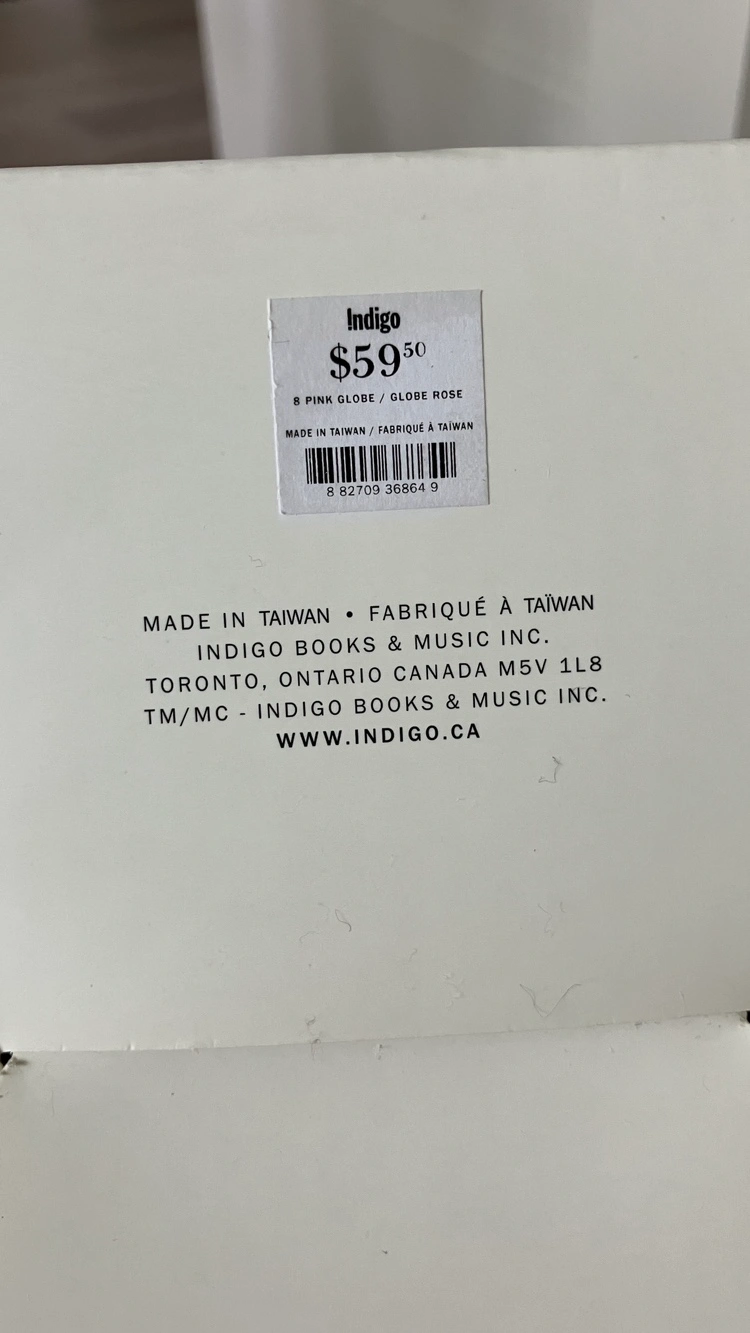 !ndigo
$59⁵⁰
8 PINK GLOBE / GLOBE ROSE
MADE IN TAIWAN / FABRIQUÉ À TAÏWAN
8 82709 36864 9
MADE IN TAIWAN • FABRIQUÉ À TAÏWAN
INDIGO BOOKS & MUSIC INC.
TORONTO, ONTARIO CANADA M5V 1L8
TM/MC - INDIGO BOOKS & MUSIC INC.
WWW.INDIGO.CA